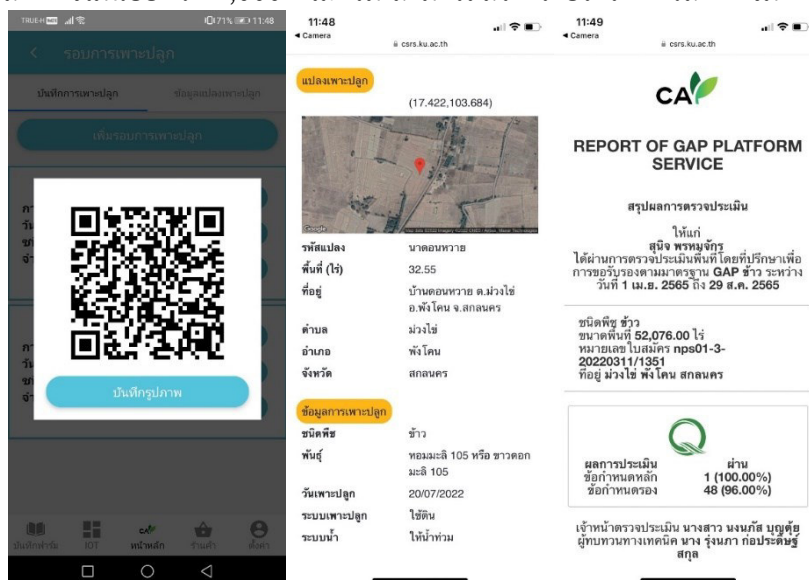 TRUE-H
71% 11:48
รอบการเพาะปลูก
บันทึกการเพาะปลูก
ข้อมูลแปลงเพาะปลูก
เพิ่มรอบการเพาะปลูก
บันทึกรูปภาพ
บันทึกฟาร์ม
IOT
หน้าหลัก
ร้านค้า
ตั้งค่า
11:48
Camera
csrs.ku.ac.th
แปลงเพาะปลูก
(17.422,103.684)
Google
รหัสแปลง นาดอนหวาย
พื้นที่ (ไร่) 32.55
ที่อยู่ บ้านดอนหวาย ต.ม่วงไข่
อ.พังโคน จ.สกลนคร
ตำบล ม่วงไข่
อำเภอ พังโคน
จังหวัด สกลนคร
ข้อมูลการเพาะปลูก
ชนิดพืช ข้าว
พันธุ์ หอมมะลิ 105 หรือ ขาวดอก
มะลิ 105
วันเพาะปลูก 20/07/2022
ระบบเพาะปลูก ใช้ดิน
ระบบน้ำ ให้น้ำท่วม
11:49
Camera
csrs.ku.ac.th
CA
REPORT OF GAP PLATFORM
SERVICE
สรุปผลการตรวจประเมิน
ให้แก่
สุนิจ พรหมจักร
ได้ผ่านการตรวจประเมินพื้นที่โดยที่ปรึกษาเพื่อ
การขอรับรองตามมาตรฐาน GAP ข้าว ระหว่าง
วันที่ 1 เม.ย. 2565 ถึง 29 ส.ค. 2565
ชนิดพืช ข้าว
ขนาดพื้นที่ 52,076.00 ไร่
หมายเลขใบสมัคร nps01-3-
20220311/1351
ที่อยู่ ม่วงไข่ พังโคน สกลนคร
ผลการประเมิน ผ่าน
ข้อกำหนดหลัก 1 (100.00%)
ข้อกำหนดรอง 48 (96.00%)
เจ้าหน้าตรวจประเมิน นางสาว นงนภัส บุญคุ้ย
ผู้ทบทวนทางเทคนิค นาง รุ่งนภา ก่อประดิษฐ์
สกุล